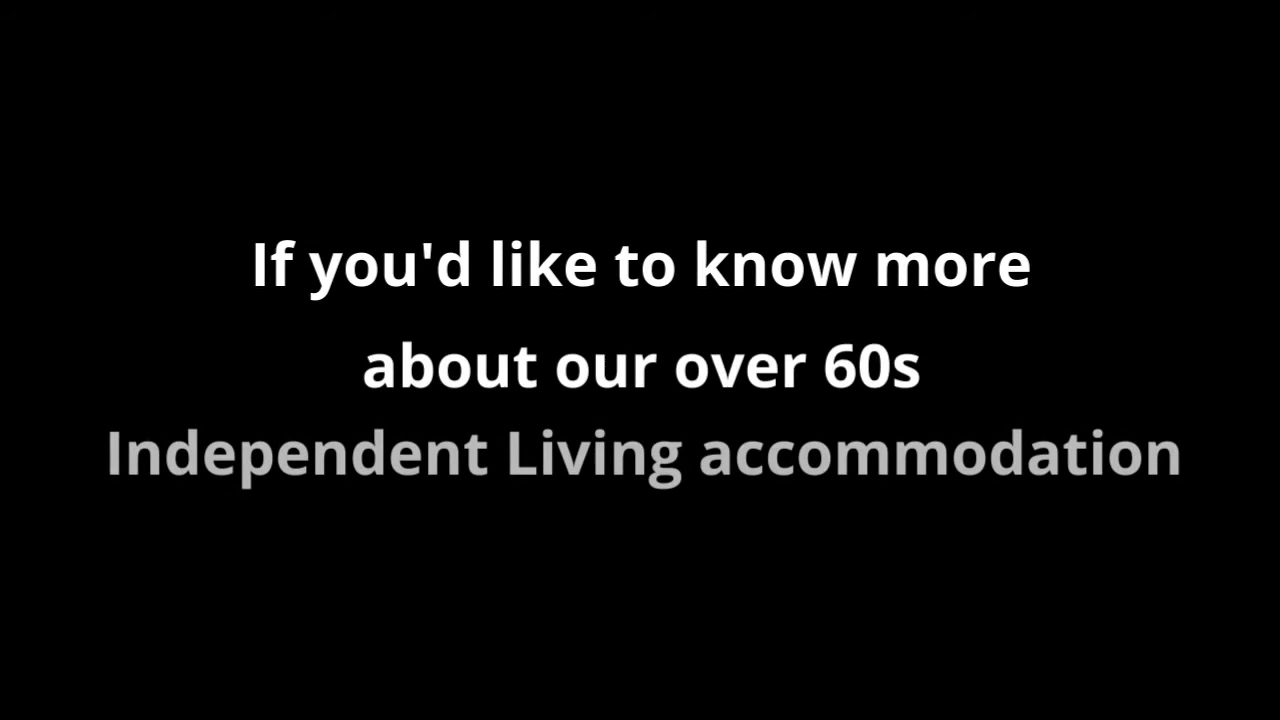 If you'd like to know more
about our over 60s
Independent Living accommodation